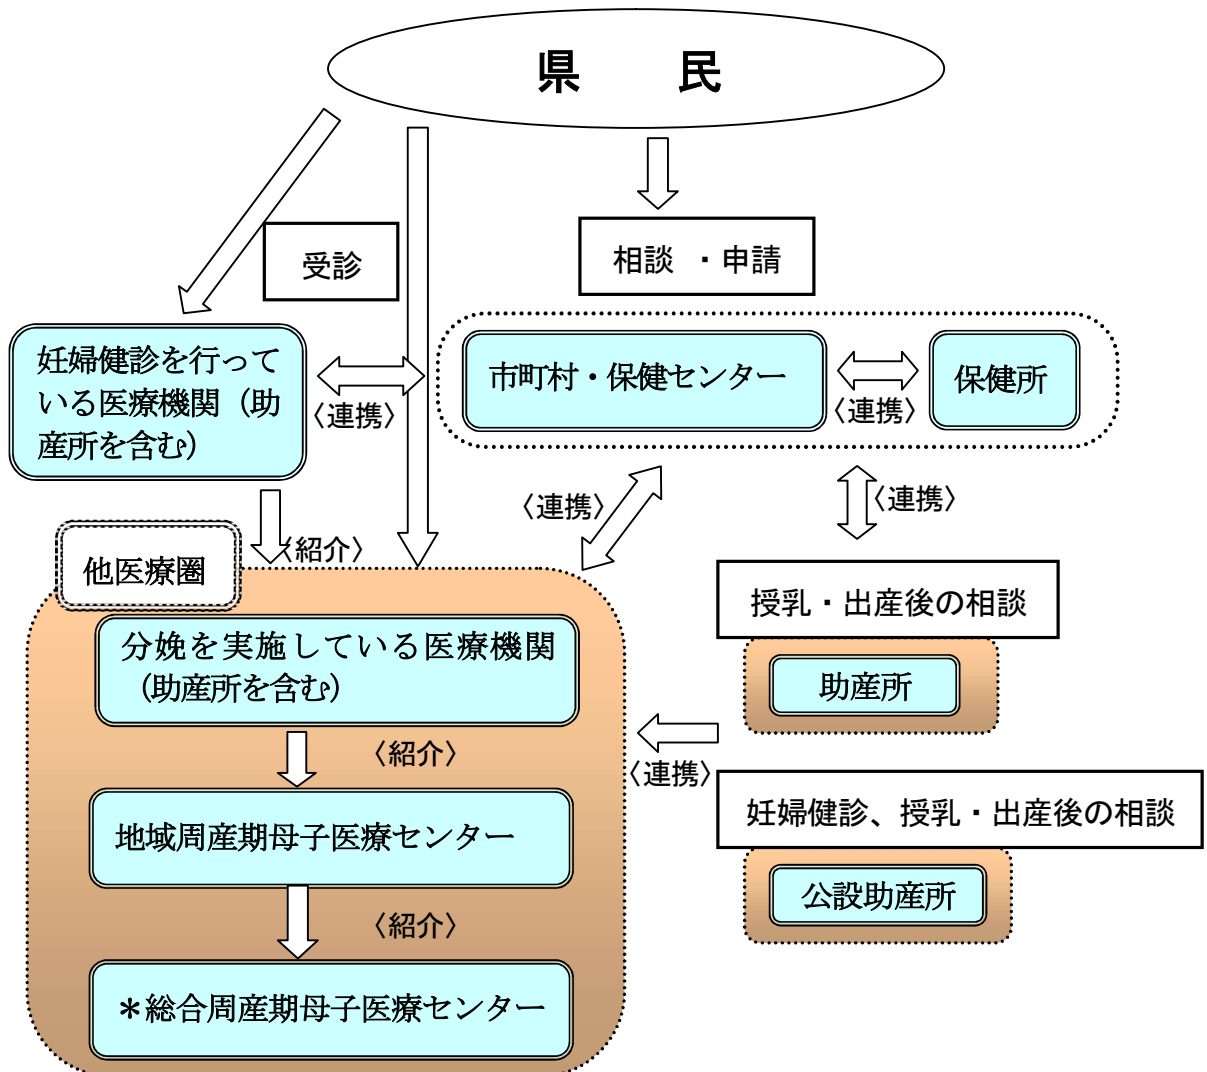 県　民
受診
相談　・申請
妊婦健診を行って
いる医療機関（助
産所を含む）
〈連携〉
市町村・保健センター
〈連携〉
保健所
〈連携〉
〈連携〉
〈紹介〉
他医療圏
分娩を実施している医療機関
（助産所を含む）
〈紹介〉
地域周産期母子医療センター
〈紹介〉
＊総合周産期母子医療センター
授乳・出産後の相談
助産所
〈連携〉
妊婦健診、授乳・出産後の相談
公設助産所